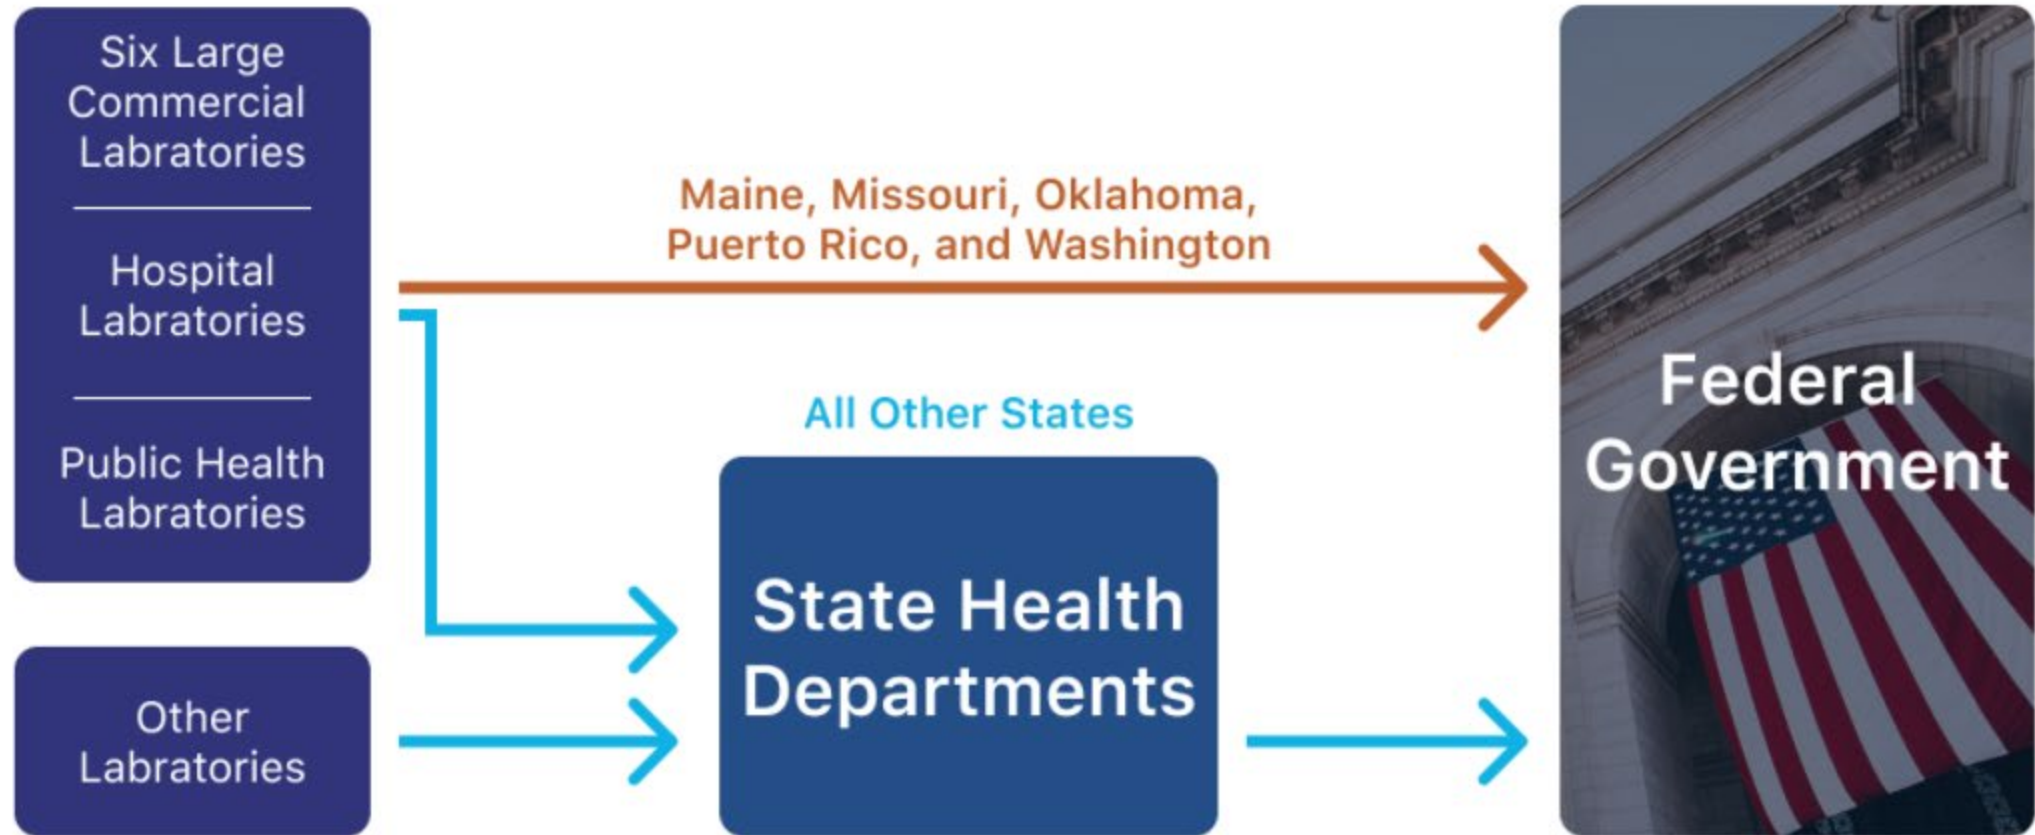 Six Large
Commercial
Labratories
Hospital
Labratories
Public Health
Labratories
Other
Labratories
Maine, Missouri, Oklahoma,
Puerto Rico, and Washington
All Other States
State Health
Departments
Federal
Government